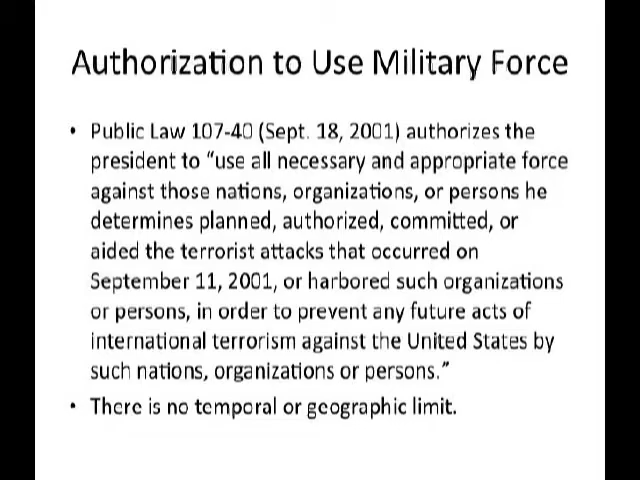 Authorization to Use Military Force
• Public Law 107-40 (Sept. 18, 2001) authorizes the
president to "use all necessary and appropriate force
against those nations, organizations, or persons he
determines planned, authorized, committed, or
aided the terrorist attacks that occurred on
September 11, 2001, or harbored such organizations
or persons, in order to prevent any future acts of
international terrorism against the United States by
such nations, organizations or persons."
• There is no temporal or geographic limit.